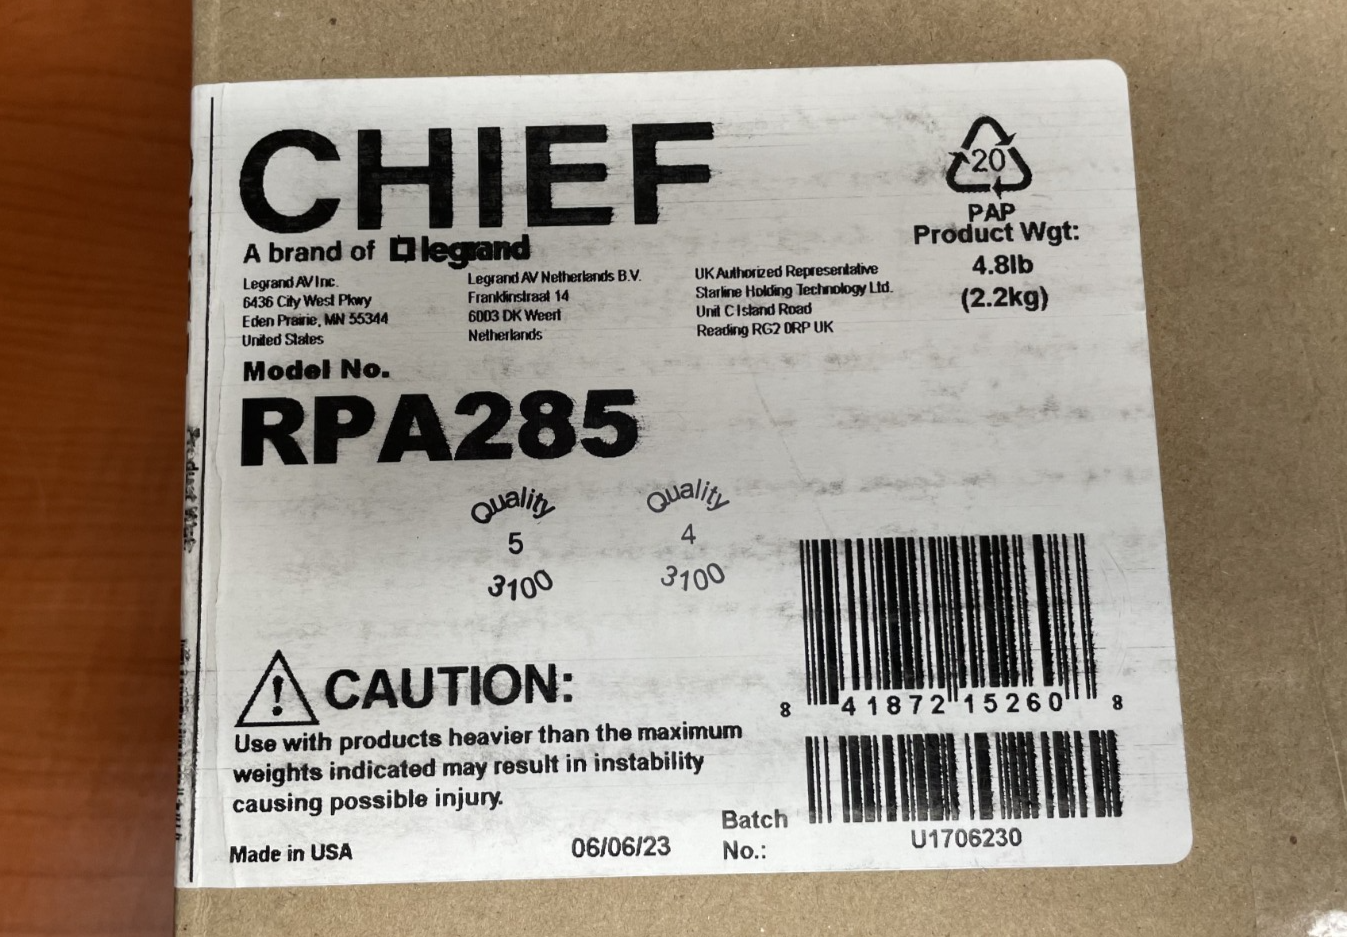 CHIEF
A brand of legrand
Legrand AV Inc.
6436 City West Pkwy
Eden Prairie, MN 55344
United States
Legrand AV Netherlands B.V.
Franklinstraat 14
6003 DK Weert
Netherlands
UK Authorized Representative
Starline Holding Technology Ltd.
Unit C Island Road
Reading RG2 0RP UK
20
PAP
Product Wgt:
4.8lb
(2.2kg)
Model No.
RPA285
Quality
5
3100
Quality
4
3100
CAUTION:
Use with products heavier than the maximum
weights indicated may result in instability
causing possible injury.
8 41872 15260 8
Made in USA
06/06/23
Batch
No.:
U1706230